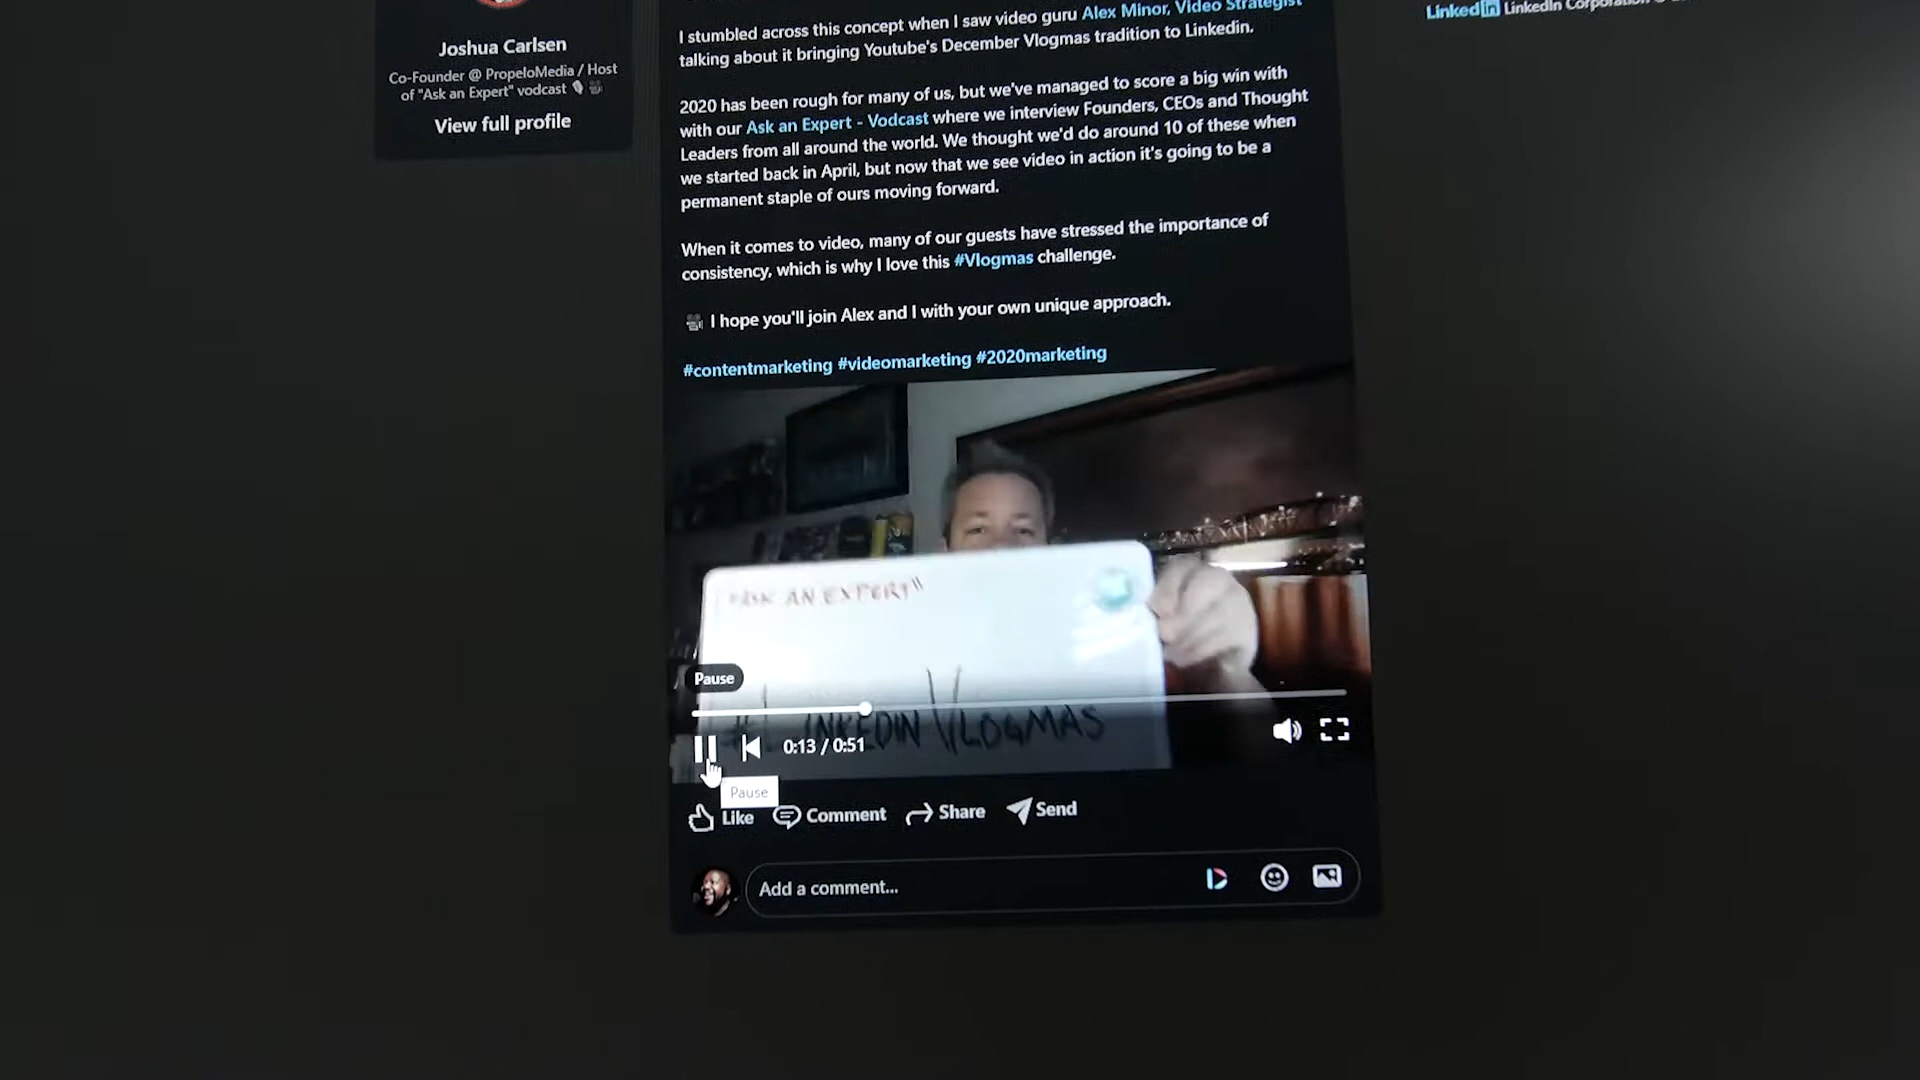 Joshua Carlsen
Co-Founder @ PropeloMedia / Host
of "Ask an Expert" vodcast
View full profile
I stumbled across this concept when I saw video guru Alex Minor, Video Strategist
talking about it bringing Youtube's December Vlogmas tradition to Linkedin.
2020 has been rough for many of us, but we've managed to score a big win with
with our Ask an Expert - Vodcast where we interview Founders, CEOs and Thought
Leaders from all around the world. We thought we'd do around 10 of these when
we started back in April, but now that we see video in action it's going to be a
permanent staple of ours moving forward.
When it comes to video, many of our guests have stressed the importance of
consistency, which is why I love this #Vlogmas challenge.
I hope you'll join Alex and I with your own unique approach.
#contentmarketing #videomarketing #2020marketing
"ASK AN EXPERT"
#LINKEDIN VLOGMAS
Pause
0:13 / 0:51
Pause
Like Comment Share Send
Add a comment...
LinkedIn LinkedIn Corporation